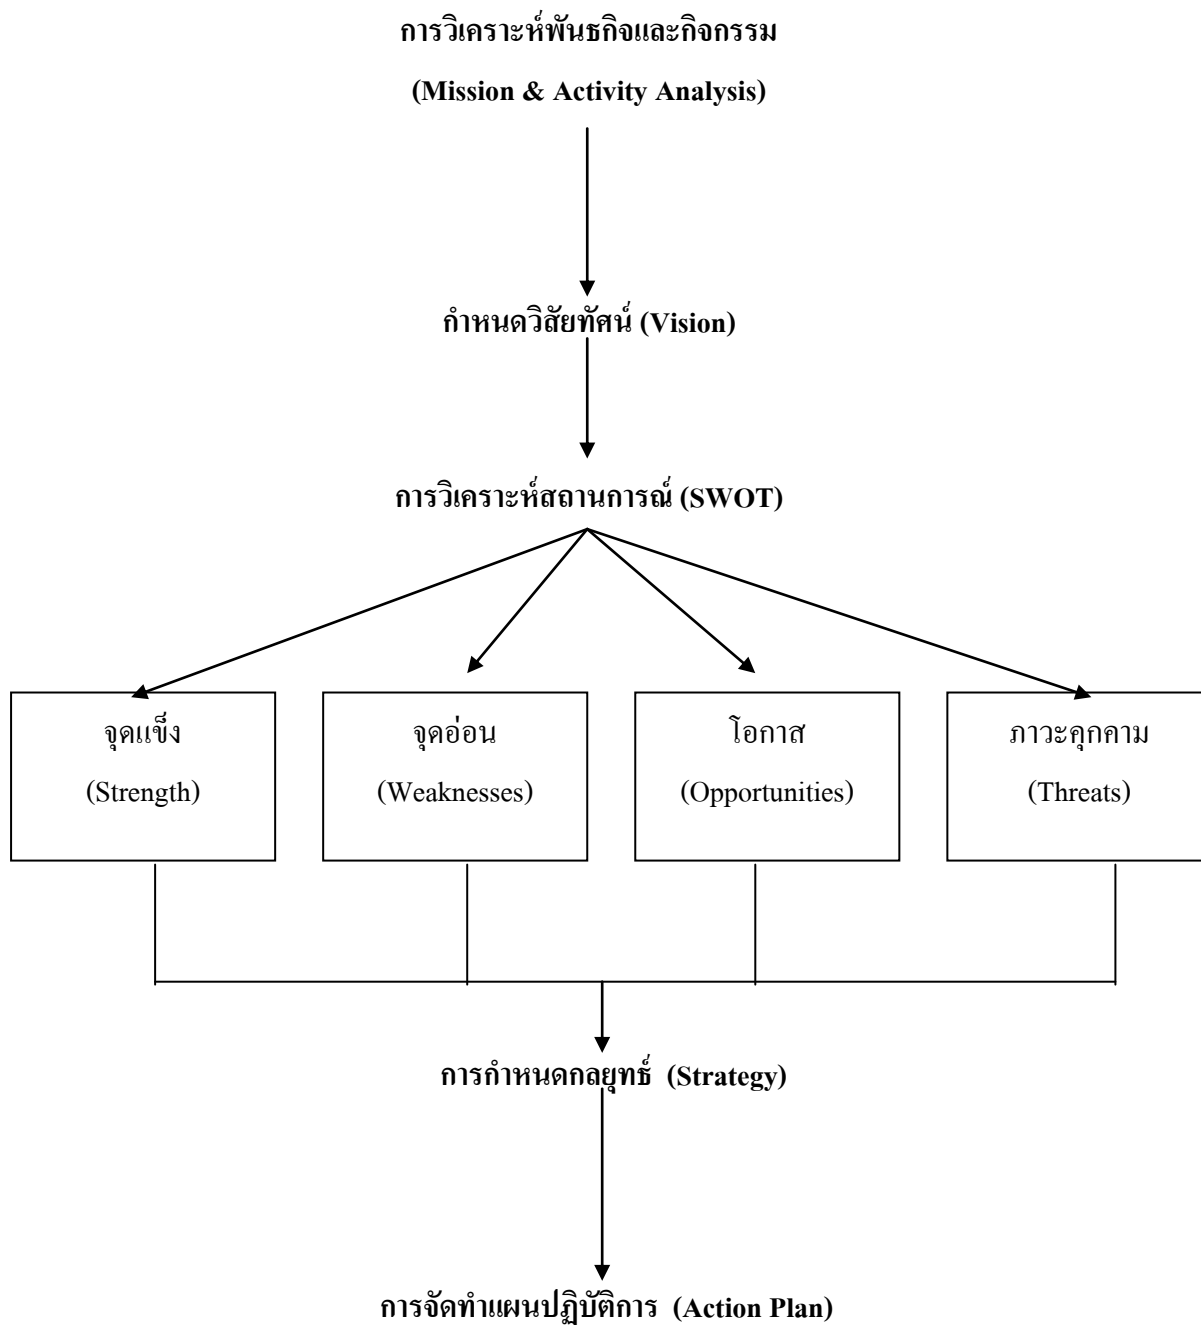 การวิเคราะห์พันธกิจและกิจกรรม
(Mission & Activity Analysis)
กำหนดวิสัยทัศน์ (Vision)
การวิเคราะห์สถานการณ์ (SWOT)
จุดแข็ง
(Strength)
จุดอ่อน
(Weaknesses)
โอกาส
(Opportunities)
ภาวะคุกคาม
(Threats)
การกำหนดกลยุทธ์ (Strategy)
การจัดทำแผนปฏิบัติการ (Action Plan)